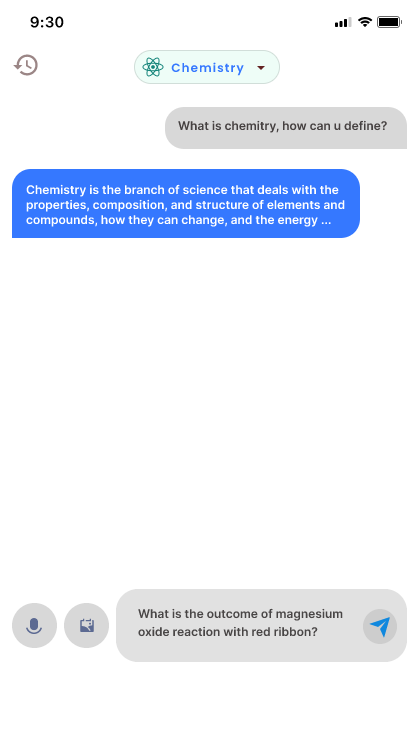 9:30
Chemistry
What is chemitry, how can u define?
Chemistry is the branch of science that deals with the
properties, composition, and structure of elements and
compounds, how they can change, and the energy ...
What is the outcome of magnesium
oxide reaction with red ribbon?